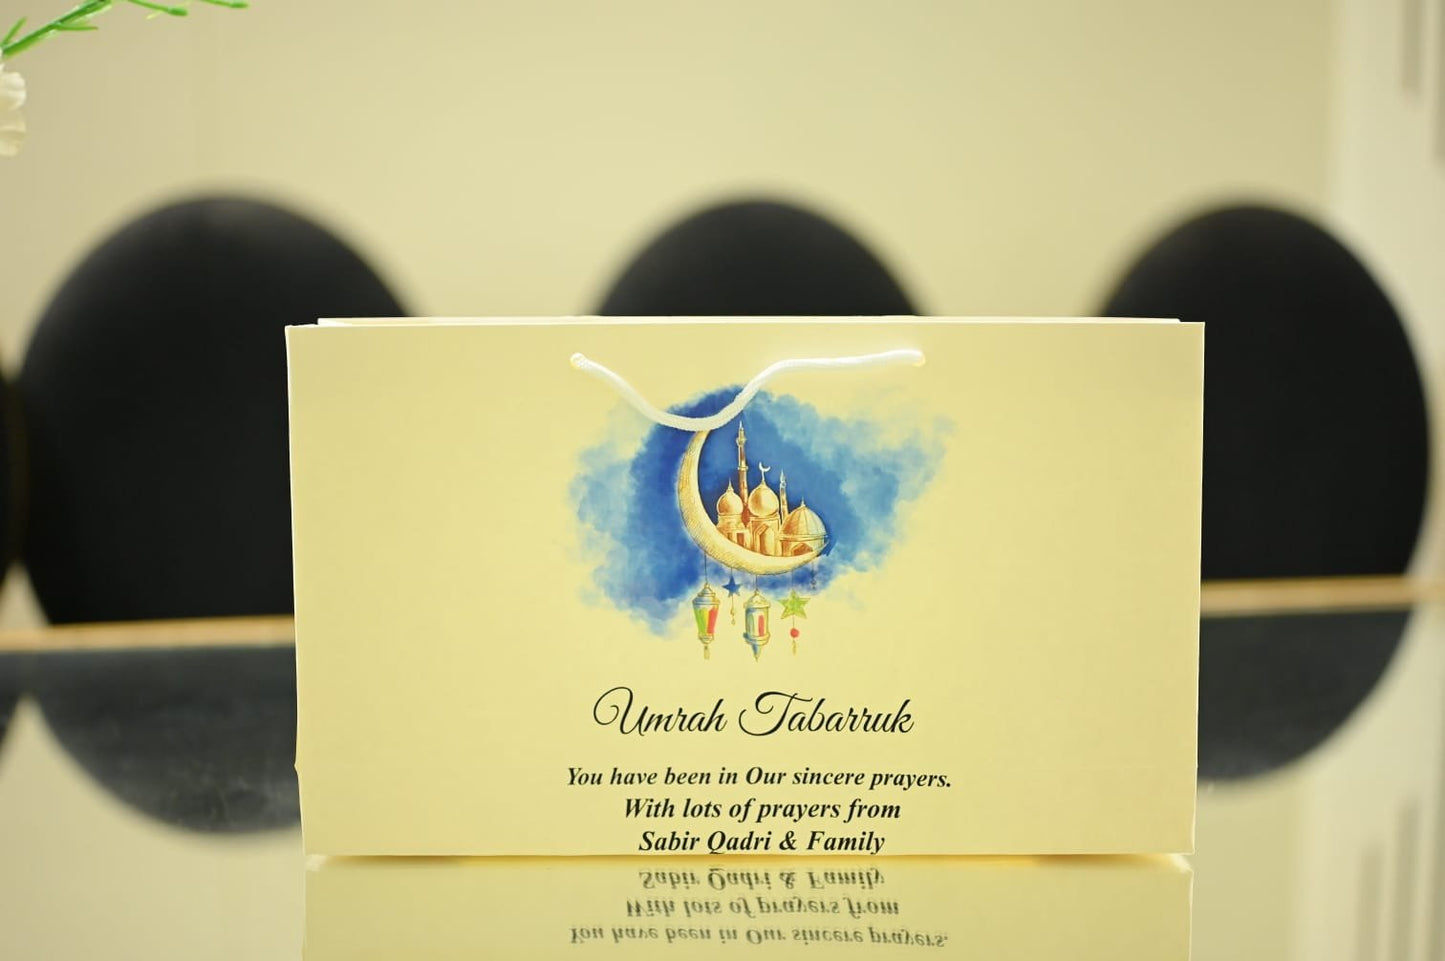 Umrah Tabarruk
You have been in Our sincere prayers.
With lots of prayers from
Sabir Qadri & Family